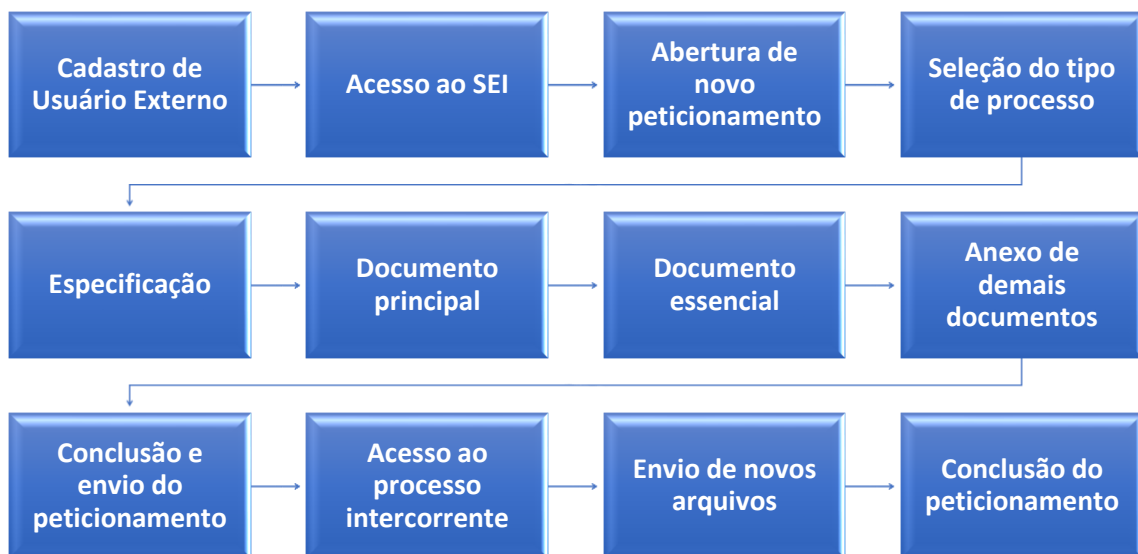 Cadastro de
Usuário Externo
Acesso ao SEI
Abertura de
novo
peticionamento
Seleção do tipo
de processo
Especificação
Documento
principal
Documento
essencial
Anexo de
demais
documentos
Conclusão e
envio do
peticionamento
Acesso ao
processo
intercorrente
Envio de novos
arquivos
Conclusão do
peticionamento